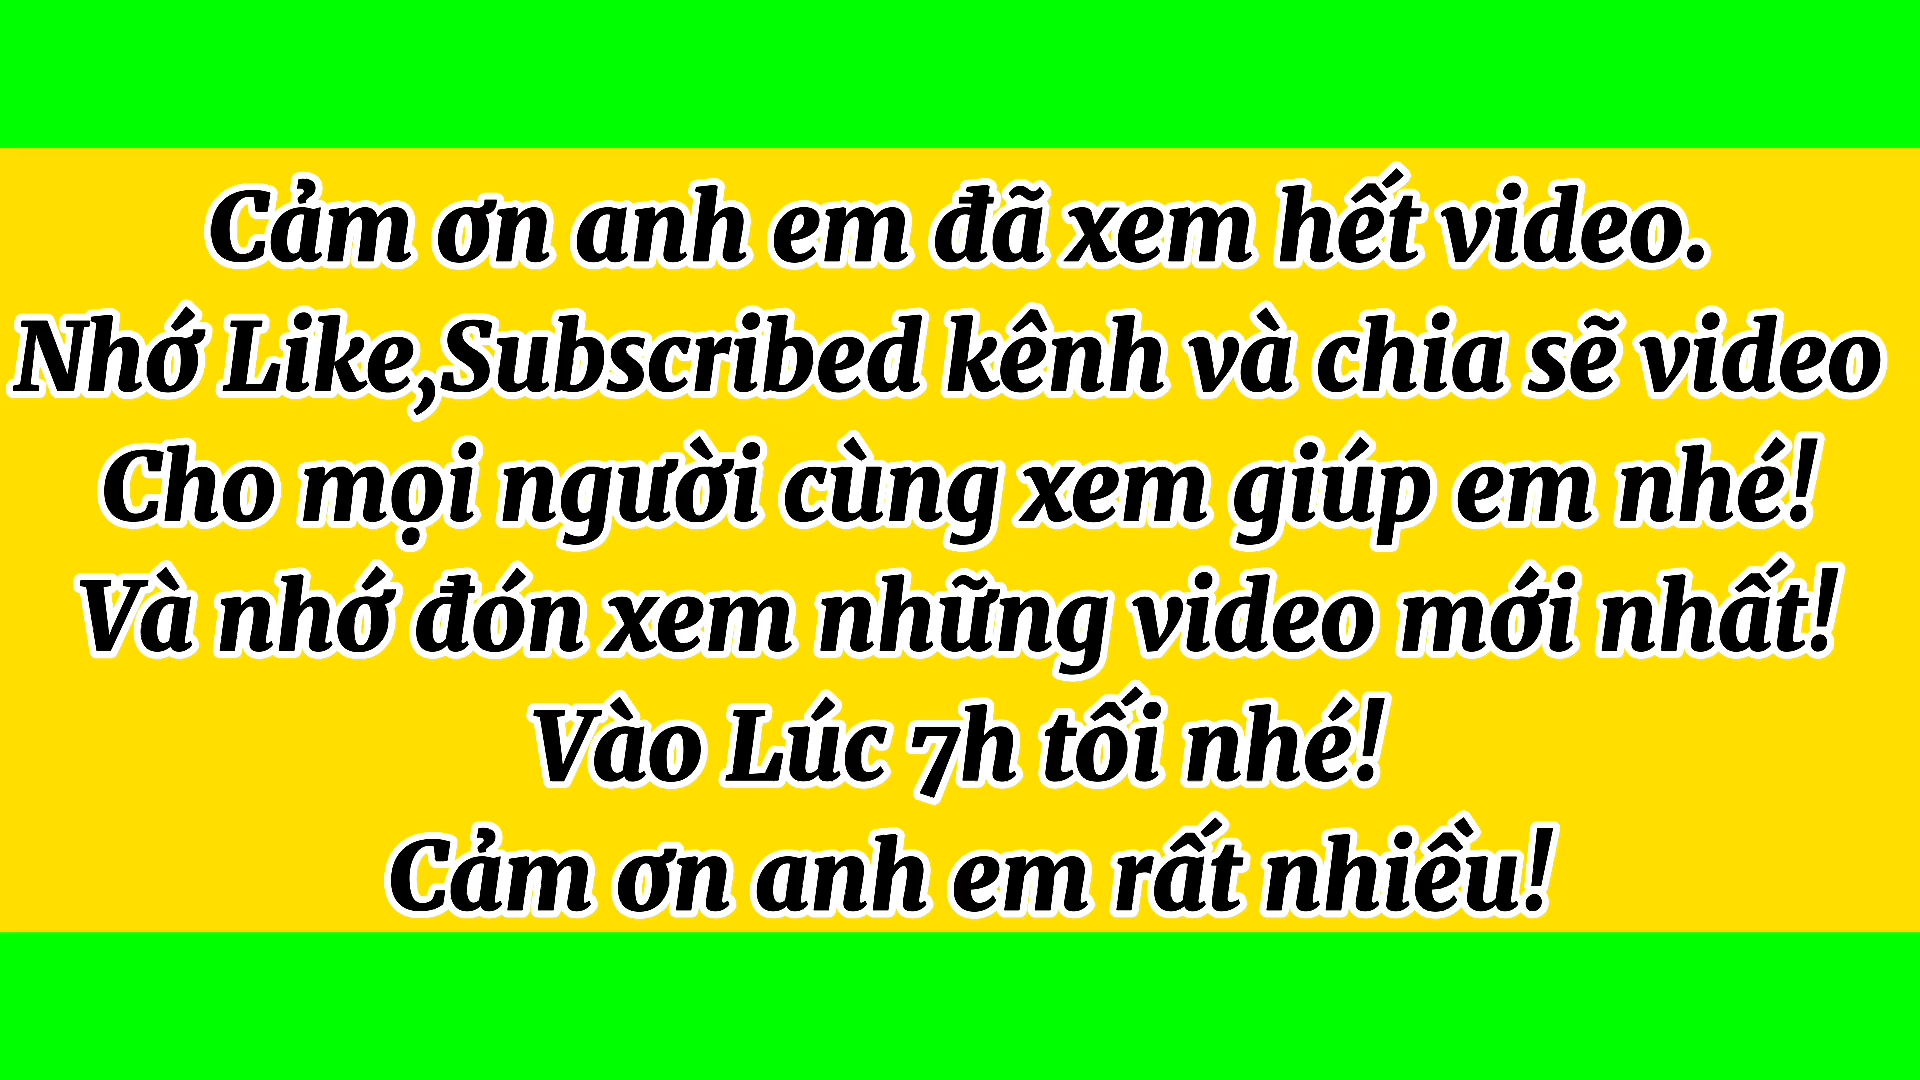 Cảm ơn anh em đã xem hết video.
Nhớ Like,Subscribed kênh và chia sẽ video
Cho mọi người cùng xem giúp em nhé!
Và nhớ đón xem những video mới nhất!
Vào Lúc 7h tối nhé!
Cảm ơn anh em rất nhiều!